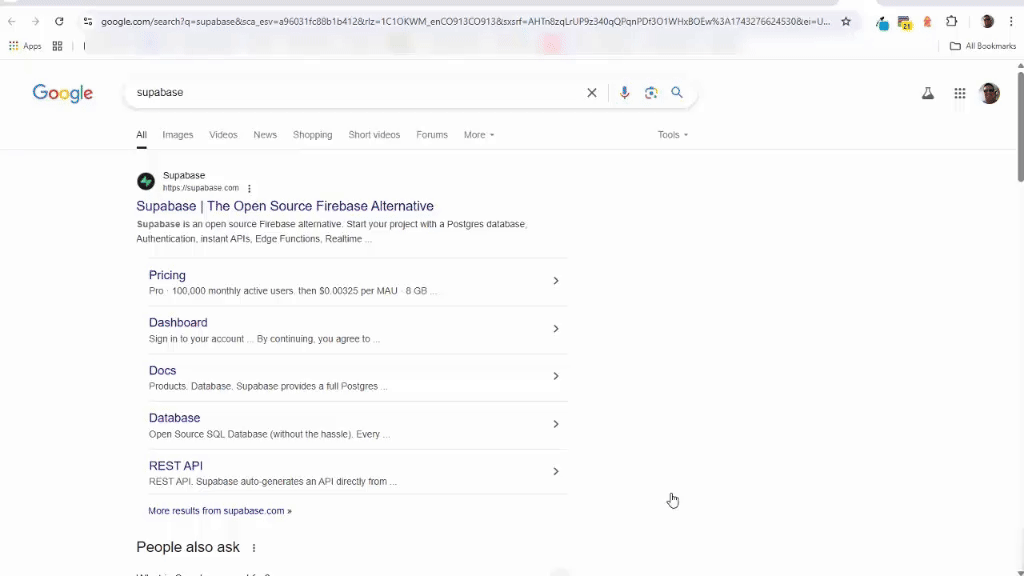 google.com/search?q=supabase&sca_esv=a96031fc88b1b412&rlz=1C1OKWM_enCO913CO913&sxsrf=AHTn8zqLrUP9z340qQPqnPDf3O1WHxBOEw%3A1743276624530&ei=U...
21
Apps
All Bookmarks
Google
supabase
All Images Videos News Shopping Short videos Forums More Tools
Supabase
https://supabase.com
Supabase | The Open Source Firebase Alternative
Supabase is an open source Firebase alternative. Start your project with a Postgres database,
Authentication, instant APIs, Edge Functions, Realtime ...
Pricing
Pro · 100,000 monthly active users. then $0.00325 per MAU · 8 GB ...
Dashboard
Sign in to your account ... By continuing, you agree to ...
Docs
Products. Database. Supabase provides a full Postgres ...
Database
Open Source SQL Database (without the hassle). Every ...
REST API
REST API. Supabase auto-generates an API directly from ...
More results from supabase.com »
People also ask